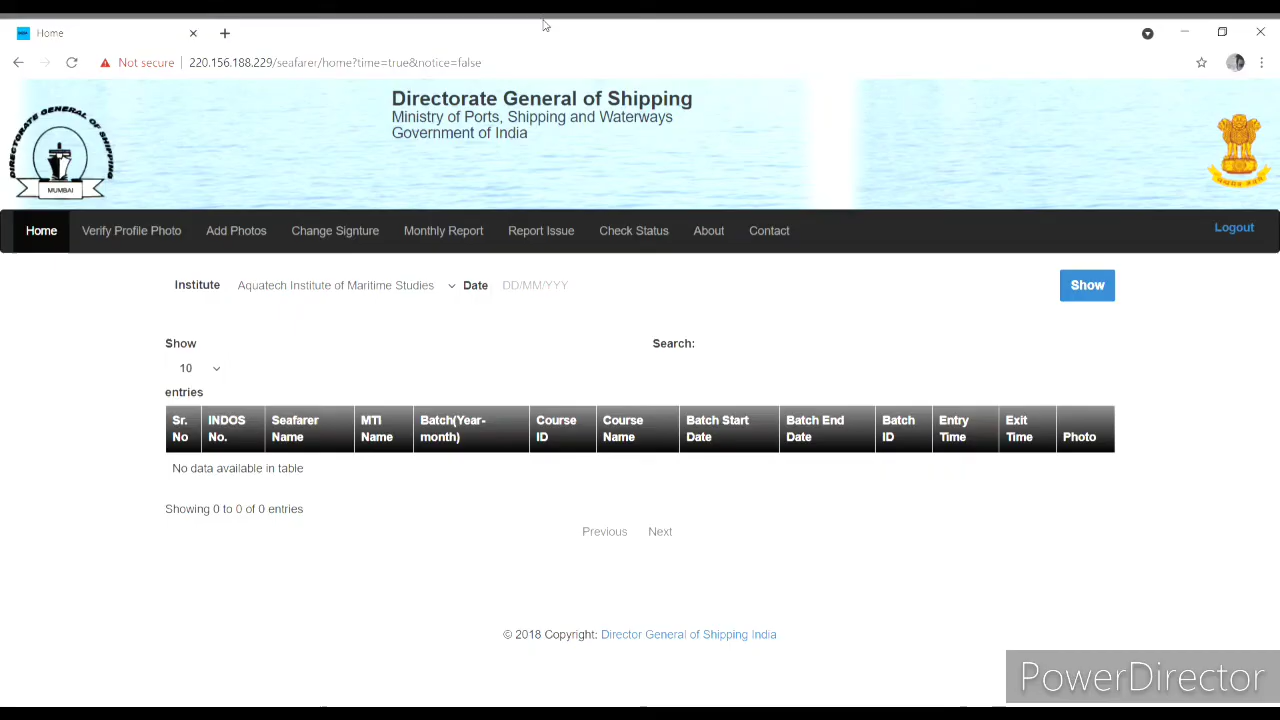 Home
Not secure
220.156.188.229/seafarer/home?time=true&notice=false
DIRECTORATE GENERAL OF SHIPPING
MUMBAI
Directorate General of Shipping
Ministry of Ports, Shipping and Waterways
Government of India
Home Verify Profile Photo Add Photos Change Signture Monthly Report Report Issue Check Status About Contact Logout
Institute Aquatech Institute of Maritime Studies Date DD/MM/YYY Show
Show Search:
10
entries
Sr. No INDOS No. Seafarer Name MTI Name Batch(Year-month) Course ID Course Name Batch Start Date Batch End Date Batch ID Entry Time Exit Time Photo
No data available in table
Showing 0 to 0 of 0 entries
Previous Next
© 2018 Copyright: Director General of Shipping India
PowerDirector